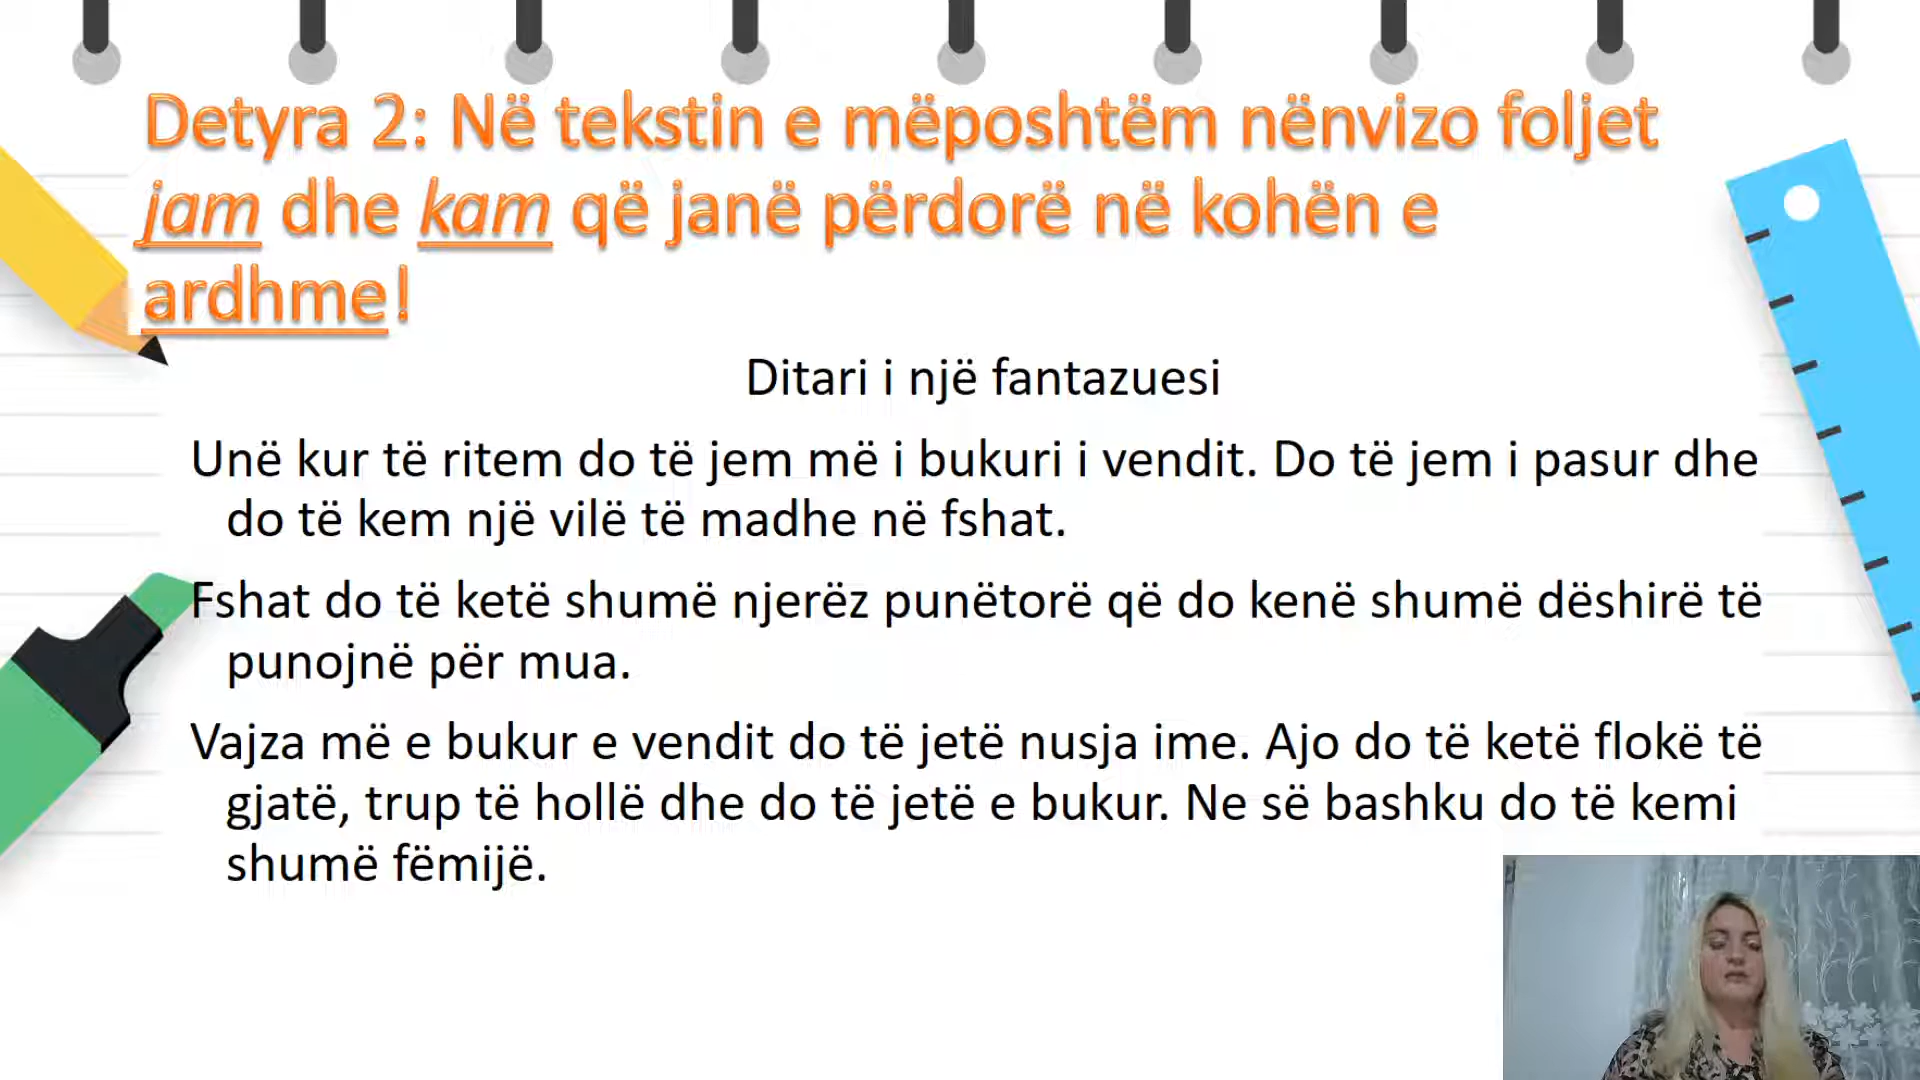 Detyra 2: Në tekstin e mëposhtëm nënvizo foljet
jam dhe kam që janë përdorë në kohën e
ardhme!
Ditari i një fantazuesi
Unë kur të ritem do të jem më i bukuri i vendit. Do të jem i pasur dhe
do të kem një vilë të madhe në fshat.
Fshat do të ketë shumë njerëz punëtorë që do kenë shumë dëshirë të
punojnë për mua.
Vajza më e bukur e vendit do të jetë nusja ime. Ajo do të ketë flokë të
gjatë, trup të hollë dhe do të jetë e bukur. Ne së bashku do të kemi
shumë fëmijë.